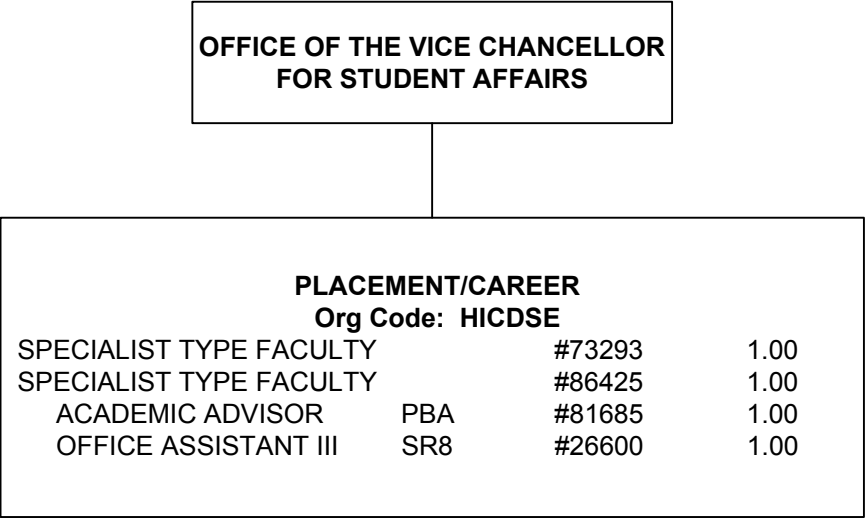 OFFICE OF THE VICE CHANCELLOR
FOR STUDENT AFFAIRS
PLACEMENT/CAREER
Org Code: HICDSE
SPECIALIST TYPE FACULTY #73293 1.00
SPECIALIST TYPE FACULTY #86425 1.00
ACADEMIC ADVISOR PBA #81685 1.00
OFFICE ASSISTANT III SR8 #26600 1.00